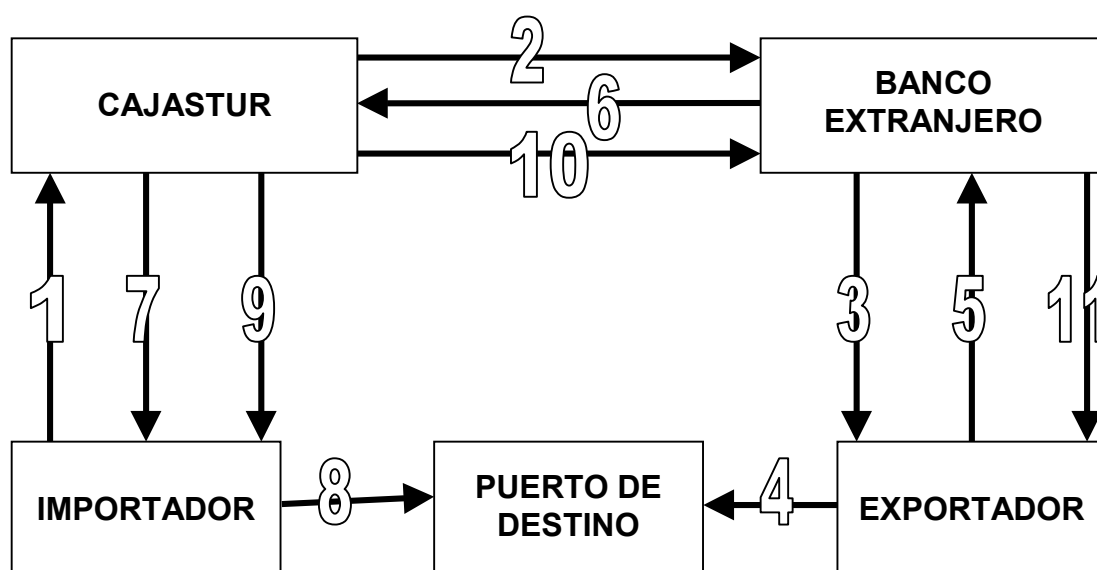 2
CAJASTUR
6
BANCO
EXTRANJERO
10
1
7
9
3
5
11
IMPORTADOR
8
PUERTO DE
DESTINO
4
EXPORTADOR